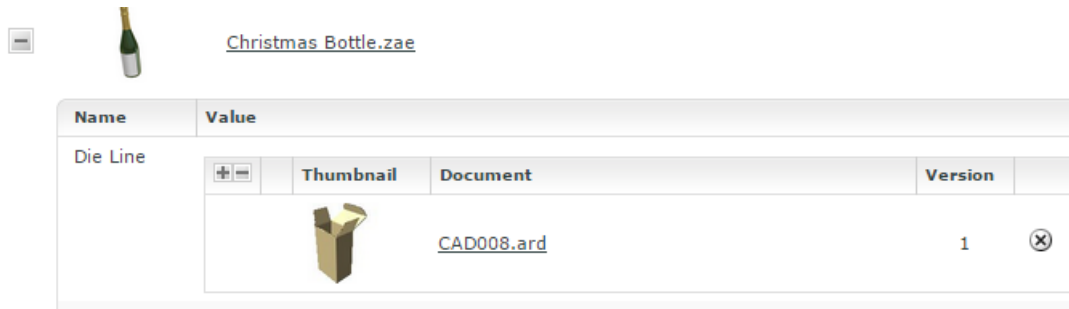 Christmas Bottle.zae
Name Value
Die Line
Thumbnail Document Version
CAD008.ard 1